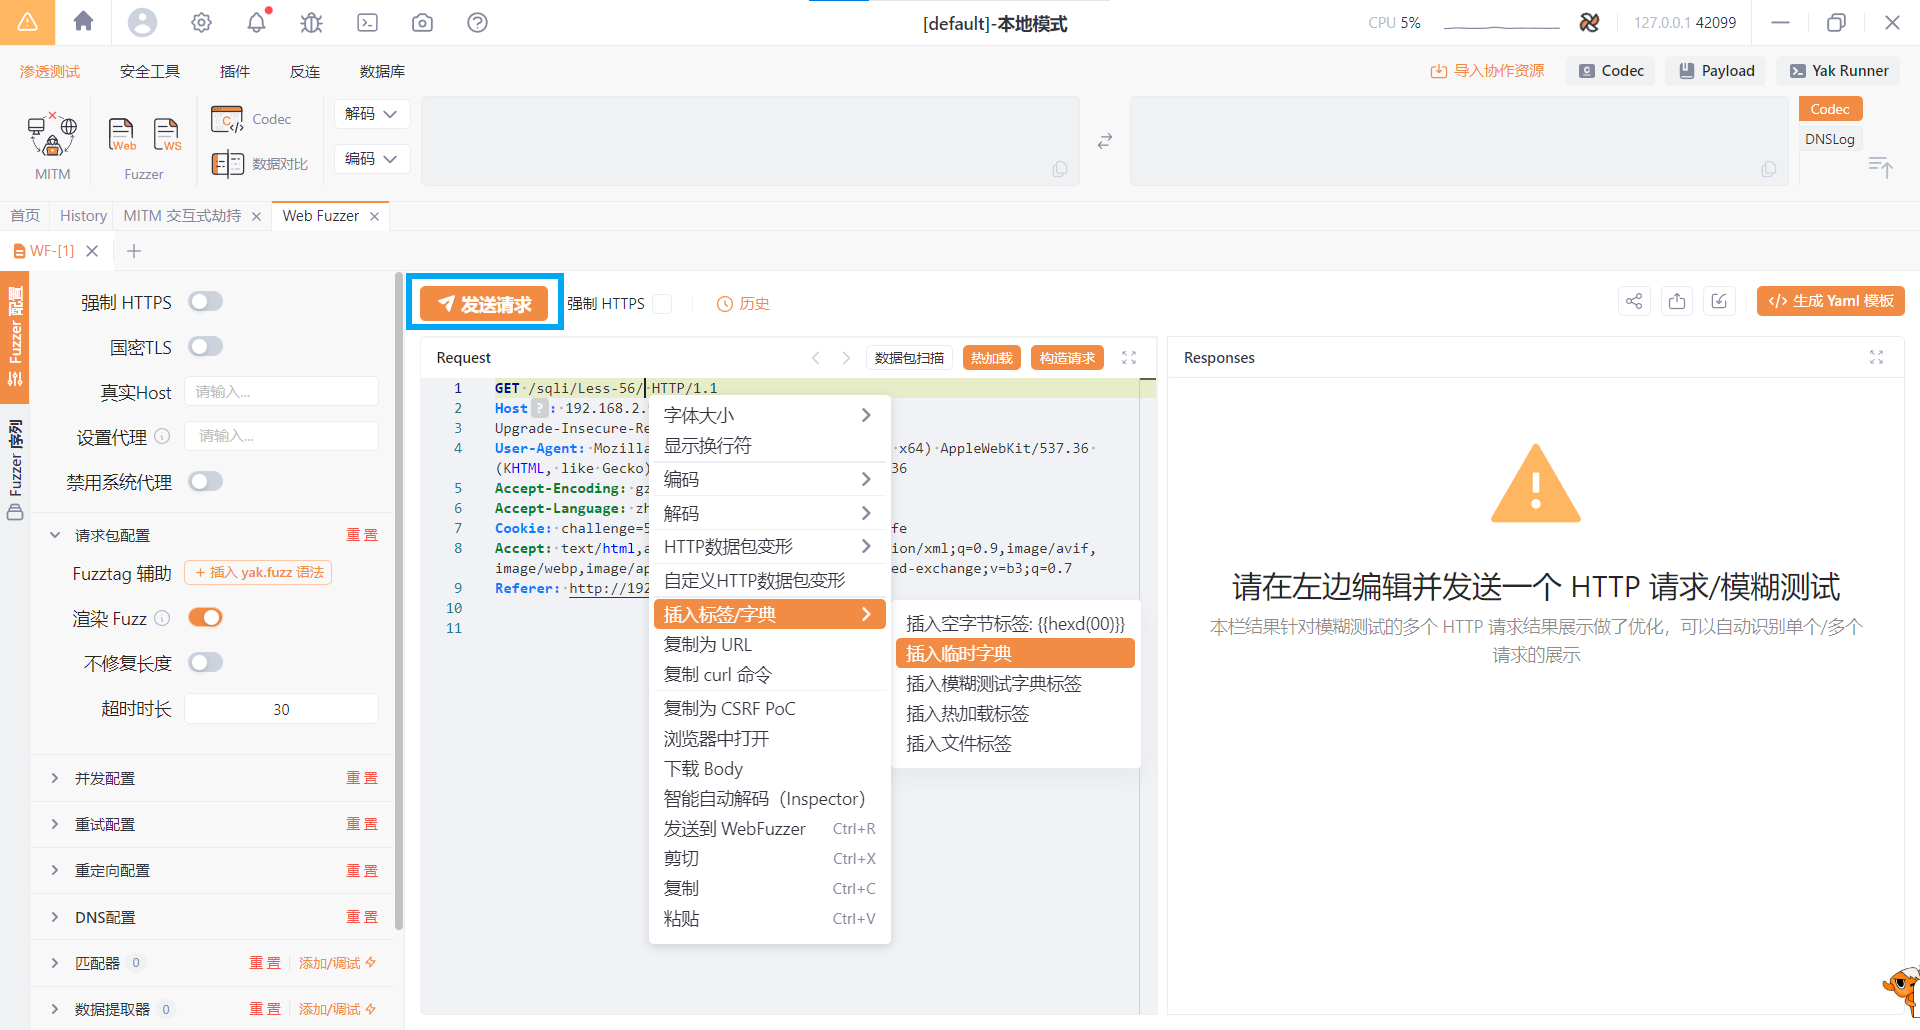 [default]-本地模式
CPU 5%
127.0.0.1 42099
渗透测试 安全工具 插件 反连 数据库
导入协作资源
Codec
Payload
Yak Runner
MITM
Web
WS
Fuzzer
Codec
数据对比
解码
编码
Codec
DNSLog
首页 History MITM 交互式劫持 Web Fuzzer
WF-[1]
Fuzzer 配置
Fuzzer 序列
强制 HTTPS
国密TLS
真实Host 请输入...
设置代理 请输入...
禁用系统代理
请求包配置 重置
Fuzztag 辅助 + 插入 yak.fuzz 语法
渲染 Fuzz
不修复长度
超时时长 30
并发配置 重置
重试配置 重置
重定向配置 重置
DNS配置 重置
匹配器 0 重置 添加/调试
数据提取器 0 重置 添加/调试
发送请求 强制 HTTPS 历史
生成 Yaml 模板
Request 数据包扫描 热加载 构造请求
1 GET /sqli/Less-56/ HTTP/1.1
2 Host ? : 192.168.2.
3 Upgrade-Insecure-Re
4 User-Agent: Mozilla x64) AppleWebKit/537.36
(KHTML, like Gecko) 36
5 Accept-Encoding: gz
6 Accept-Language: zh
7 Cookie: challenge=5 fe
8 Accept: text/html,a ion/xml;q=0.9,image/avif,
image/webp,image/ap ed-exchange;v=b3;q=0.7
9 Referer: http://192
10
11
字体大小
显示换行符
编码
解码
HTTP数据包变形
自定义HTTP数据包变形
插入标签/字典
复制为 URL
复制 curl 命令
复制为 CSRF PoC
浏览器中打开
下载 Body
智能自动解码（Inspector）
发送到 WebFuzzer Ctrl+R
剪切 Ctrl+X
复制 Ctrl+C
粘贴 Ctrl+V
插入空字节标签: {{hexd(00)}}
插入临时字典
插入模糊测试字典标签
插入热加载标签
插入文件标签
Responses
请在左边编辑并发送一个 HTTP 请求/模糊测试
本栏结果针对模糊测试的多个 HTTP 请求结果展示做了优化，可以自动识别单个/多个
请求的展示